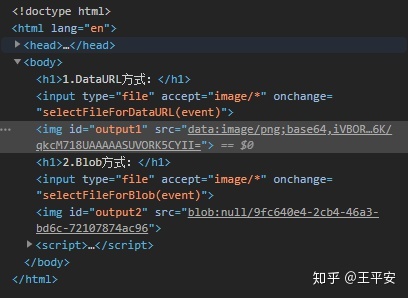 <!doctype html>
<html lang="en">
<head>…</head>
<body>
<h1>1.DataURL方式：</h1>
<input type="file" accept="image/*" onchange=
"selectFileForDataURL(event)">
<img id="output1" src="data:image/png;base64,iVBOR…6K/
qkcM718UAAAAASUVORK5CYII="> == $0
<h1>2.Blob方式：</h1>
<input type="file" accept="image/*" onchange=
"selectFileForBlob(event)">
<img id="output2" src="blob:null/9fc640e4-2cb4-46a3-
bd6c-72107874ac96">
<script>…</script>
</body>
</html>
知乎 @王平安